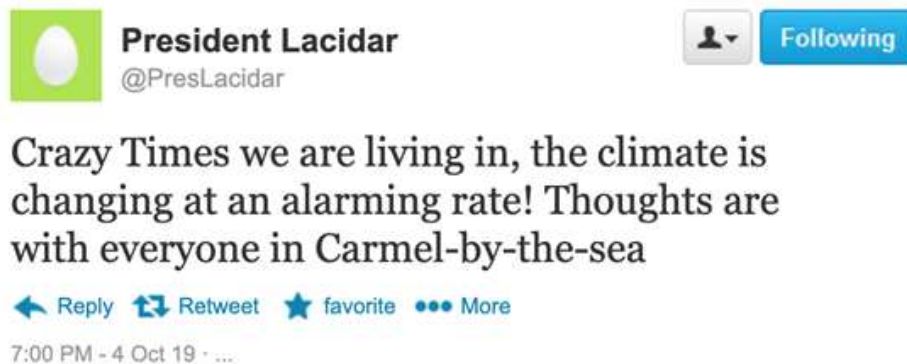 President Lacidar
Following
@PresLacidar
Crazy Times we are living in, the climate is
changing at an alarming rate! Thoughts are
with everyone in Carmel-by-the-sea
Reply Retweet favorite More
7:00 PM - 4 Oct 19 · ...